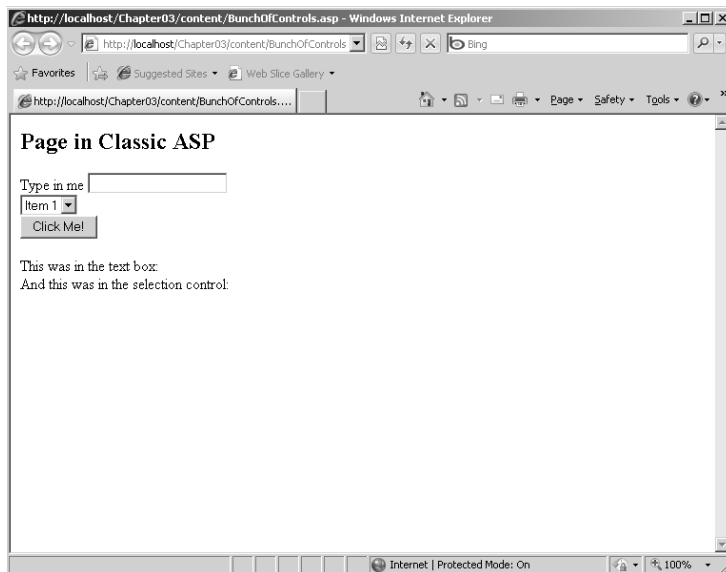 http://localhost/Chapter03/content/BunchOfControls.asp - Windows Internet Explorer
http://localhost/Chapter03/content/BunchOfControls
Bing
Favorites Suggested Sites Web Slice Gallery
http://localhost/Chapter03/content/BunchOfControls.... Page Safety Tools »
Page in Classic ASP
Type in me
Item 1
Click Me!
This was in the text box:
And this was in the selection control:
Internet | Protected Mode: On 100%